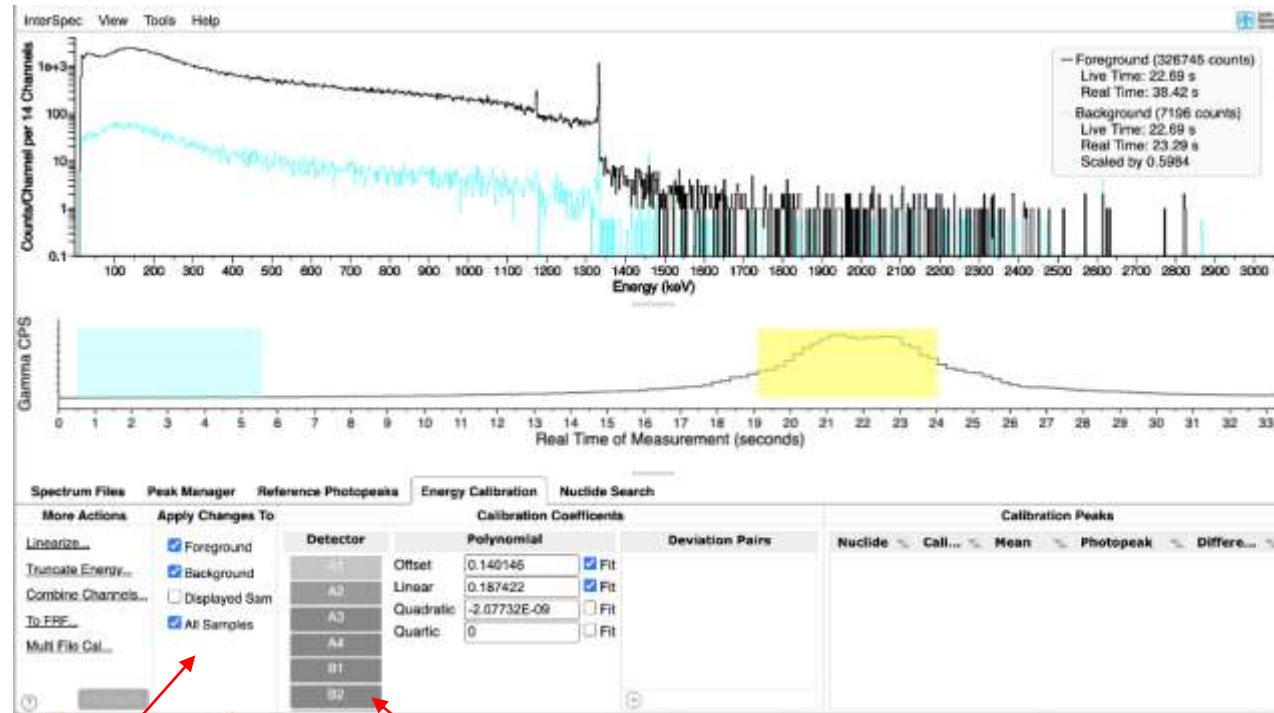 InterSpec View Tools Help
Counts/Channel per 14 Channels
1e+3
100
10
1
0.1
Foreground (326745 counts)
Live Time: 22.69 s
Real Time: 38.42 s
Background (7196 counts)
Live Time: 22.69 s
Real Time: 23.29 s
Scaled by 0.5984
100 200 300 400 500 600 700 800 900 1000 1100 1200 1300 1400 1500 1600 1700 1800 1900 2000 2100 2200 2300 2400 2500 2600 2700 2800 2900 3000
Energy (keV)
Gamma CPS
0 1 2 3 4 5 6 7 8 9 10 11 12 13 14 15 16 17 18 19 20 21 22 23 24 25 26 27 28 29 30 31 32 33
Real Time of Measurement (seconds)
Spectrum Files Peak Manager Reference Photopeaks Energy Calibration Nuclide Search
More Actions Apply Changes To Calibration Coefficents Calibration Peaks
Linearize...
Truncate Energy...
Combine Channels...
To FRF...
Multi File Cal...
Foreground
Background
Displayed Sam
All Samples
Detector
A1
A2
A3
A4
B1
B2
Polynomial
Offset 0.140146 Fit
Linear 0.187422 Fit
Quadratic -2.07732E-09 Fit
Quartic 0 Fit
Deviation Pairs
Nuclide Cali... Mean Photopeak Differe...